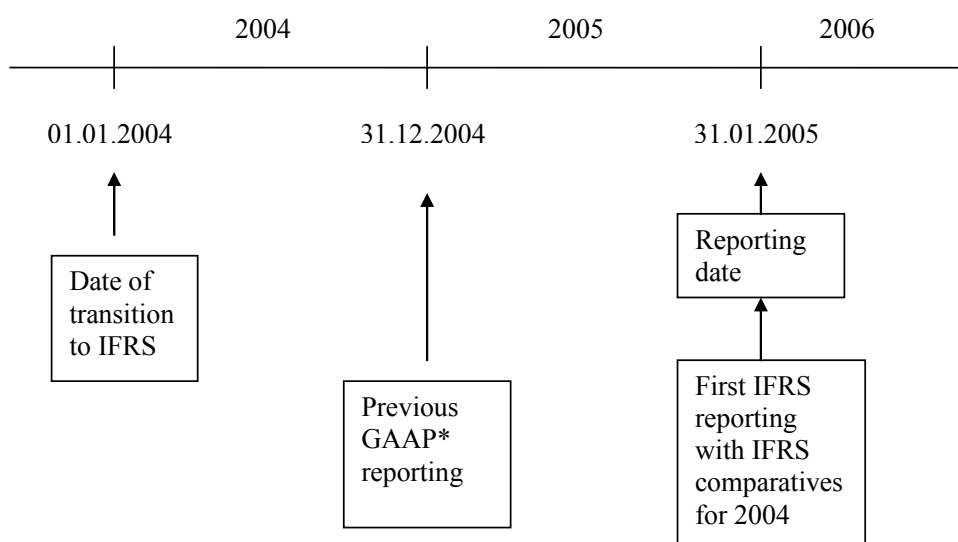 2004 2005 2006
01.01.2004 31.12.2004 31.01.2005
Date of
transition
to IFRS
Previous
GAAP*
reporting
Reporting
date
First IFRS
reporting
with IFRS
comparatives
for 2004